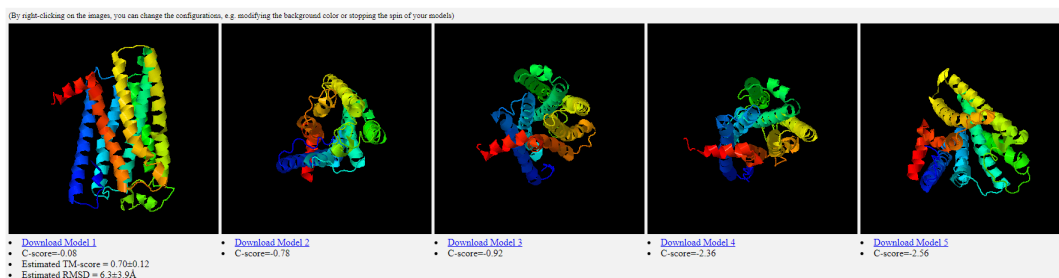 (By right-clicking on the images, you can change the configurations, e.g. modifying the background color or stopping the spin of your models)
Download Model 1
C-score=-0.08
Estimated TM-score = 0.70±0.12
Estimated RMSD = 6.3±3.9Å
Download Model 2
C-score=-0.78
Download Model 3
C-score=-0.92
Download Model 4
C-score=-2.36
Download Model 5
C-score=-2.56